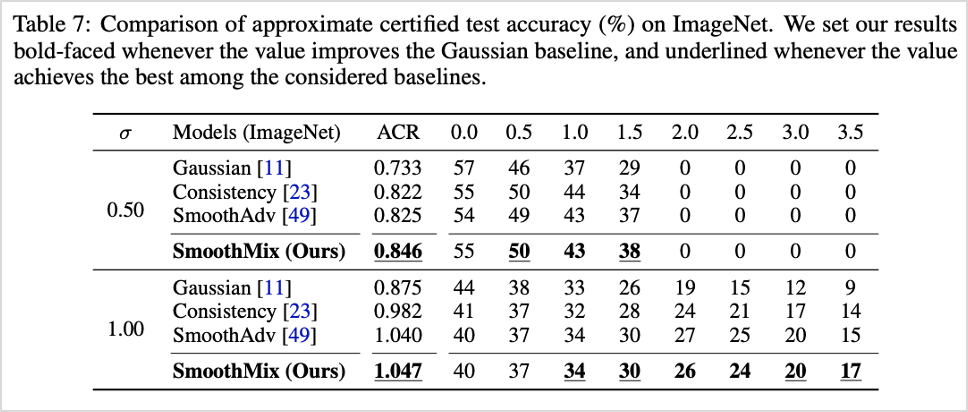 Table 7: Comparison of approximate certified test accuracy (%) on ImageNet. We set our results
bold-faced whenever the value improves the Gaussian baseline, and underlined whenever the value
achieves the best among the considered baselines.
σ Models (ImageNet) ACR 0.0 0.5 1.0 1.5 2.0 2.5 3.0 3.5
0.50
Gaussian [11] 0.733 57 46 37 29 0 0 0 0
Consistency [23] 0.822 55 50 44 34 0 0 0 0
SmoothAdv [49] 0.825 54 49 43 37 0 0 0 0
SmoothMix (Ours) 0.846 55 50 43 38 0 0 0 0
1.00
Gaussian [11] 0.875 44 38 33 26 19 15 12 9
Consistency [23] 0.982 41 37 32 28 24 21 17 14
SmoothAdv [49] 1.040 40 37 34 30 27 25 20 15
SmoothMix (Ours) 1.047 40 37 34 30 26 24 20 17